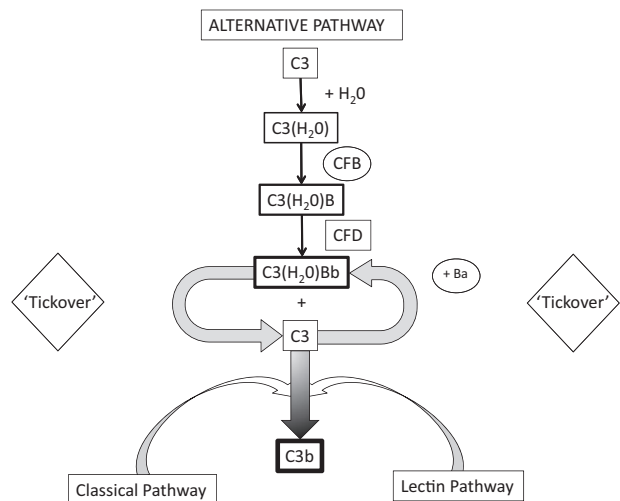 ALTERNATIVE PATHWAY
C3
+ H₂0
C3(H₂0)
CFB
C3(H₂0)B
CFD
C3(H₂0)Bb
+ Ba
'Tickover'
+
'Tickover'
C3
C3b
Classical Pathway
Lectin Pathway